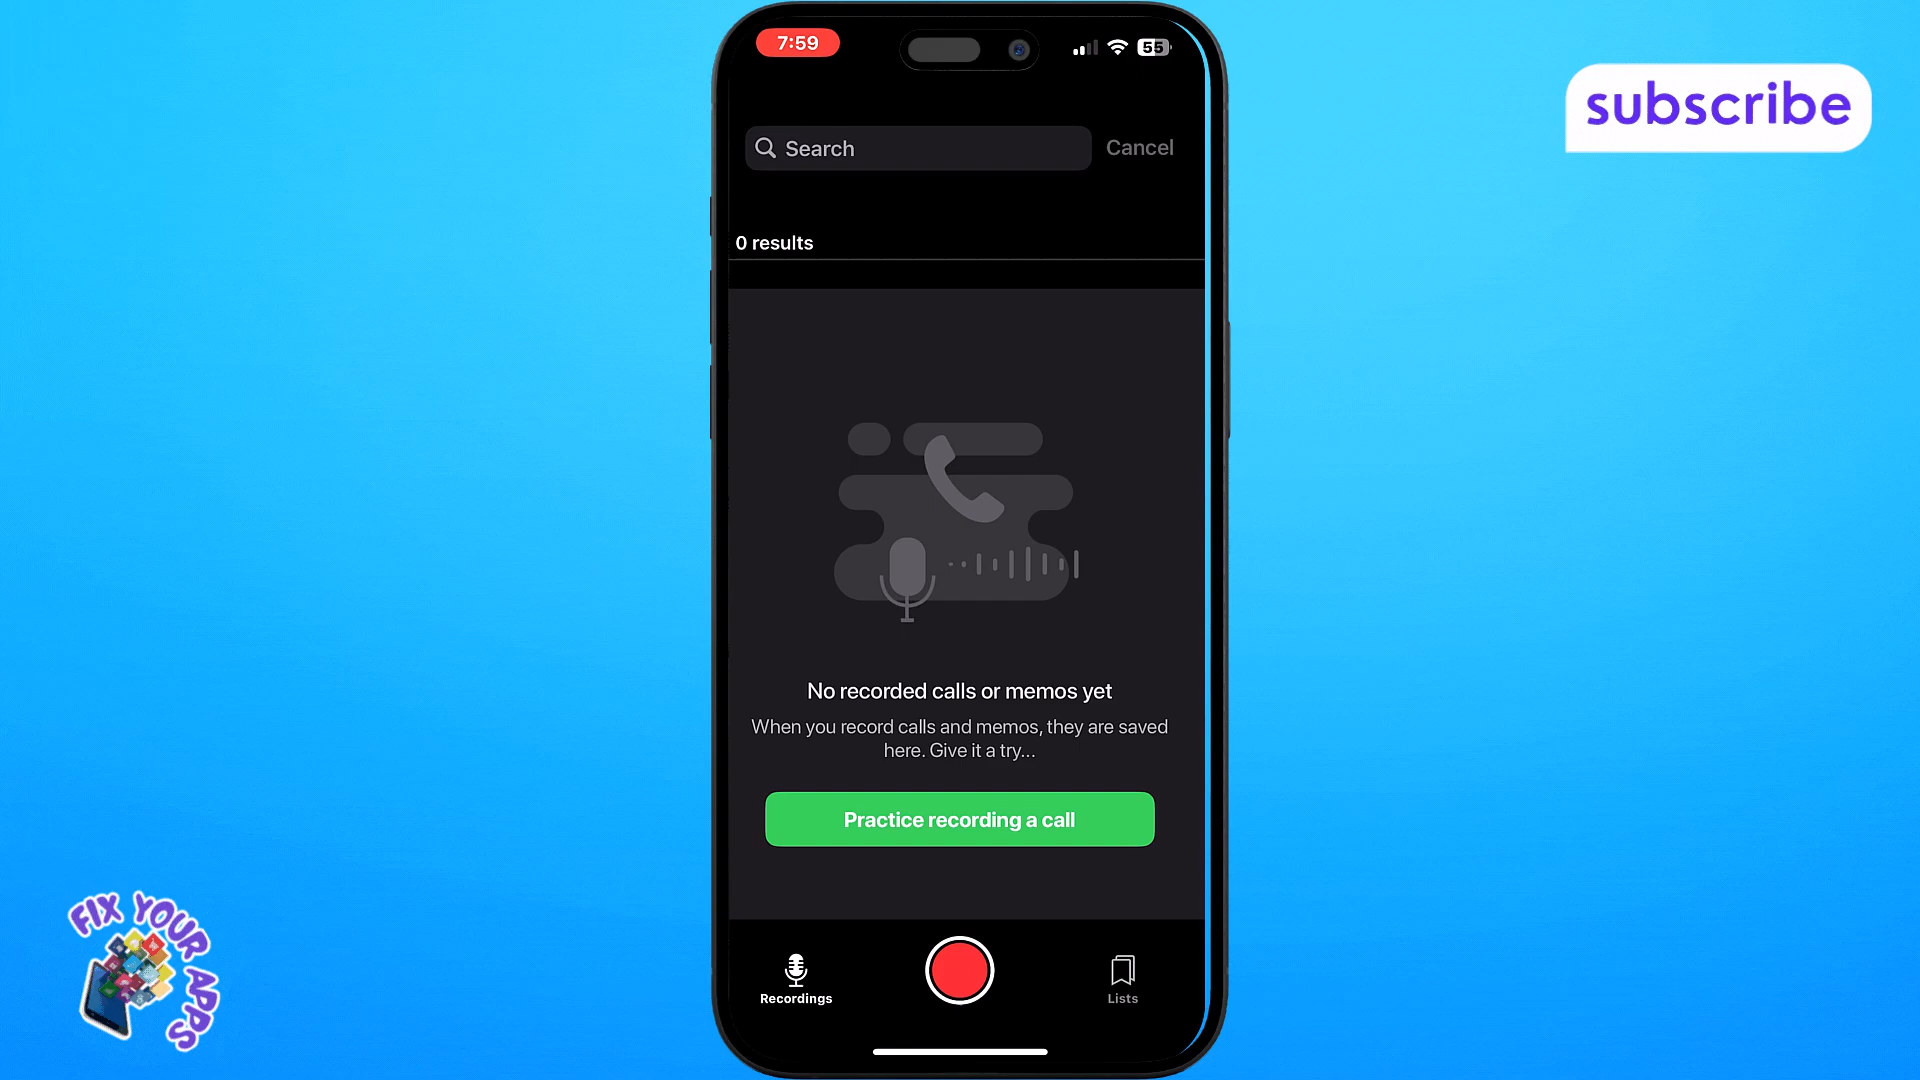 7:59
55
subscribe
Search
Cancel
0 results
No recorded calls or memos yet
When you record calls and memos, they are saved
here. Give it a try...
Practice recording a call
Recordings
Lists
FIX YOUR APPS